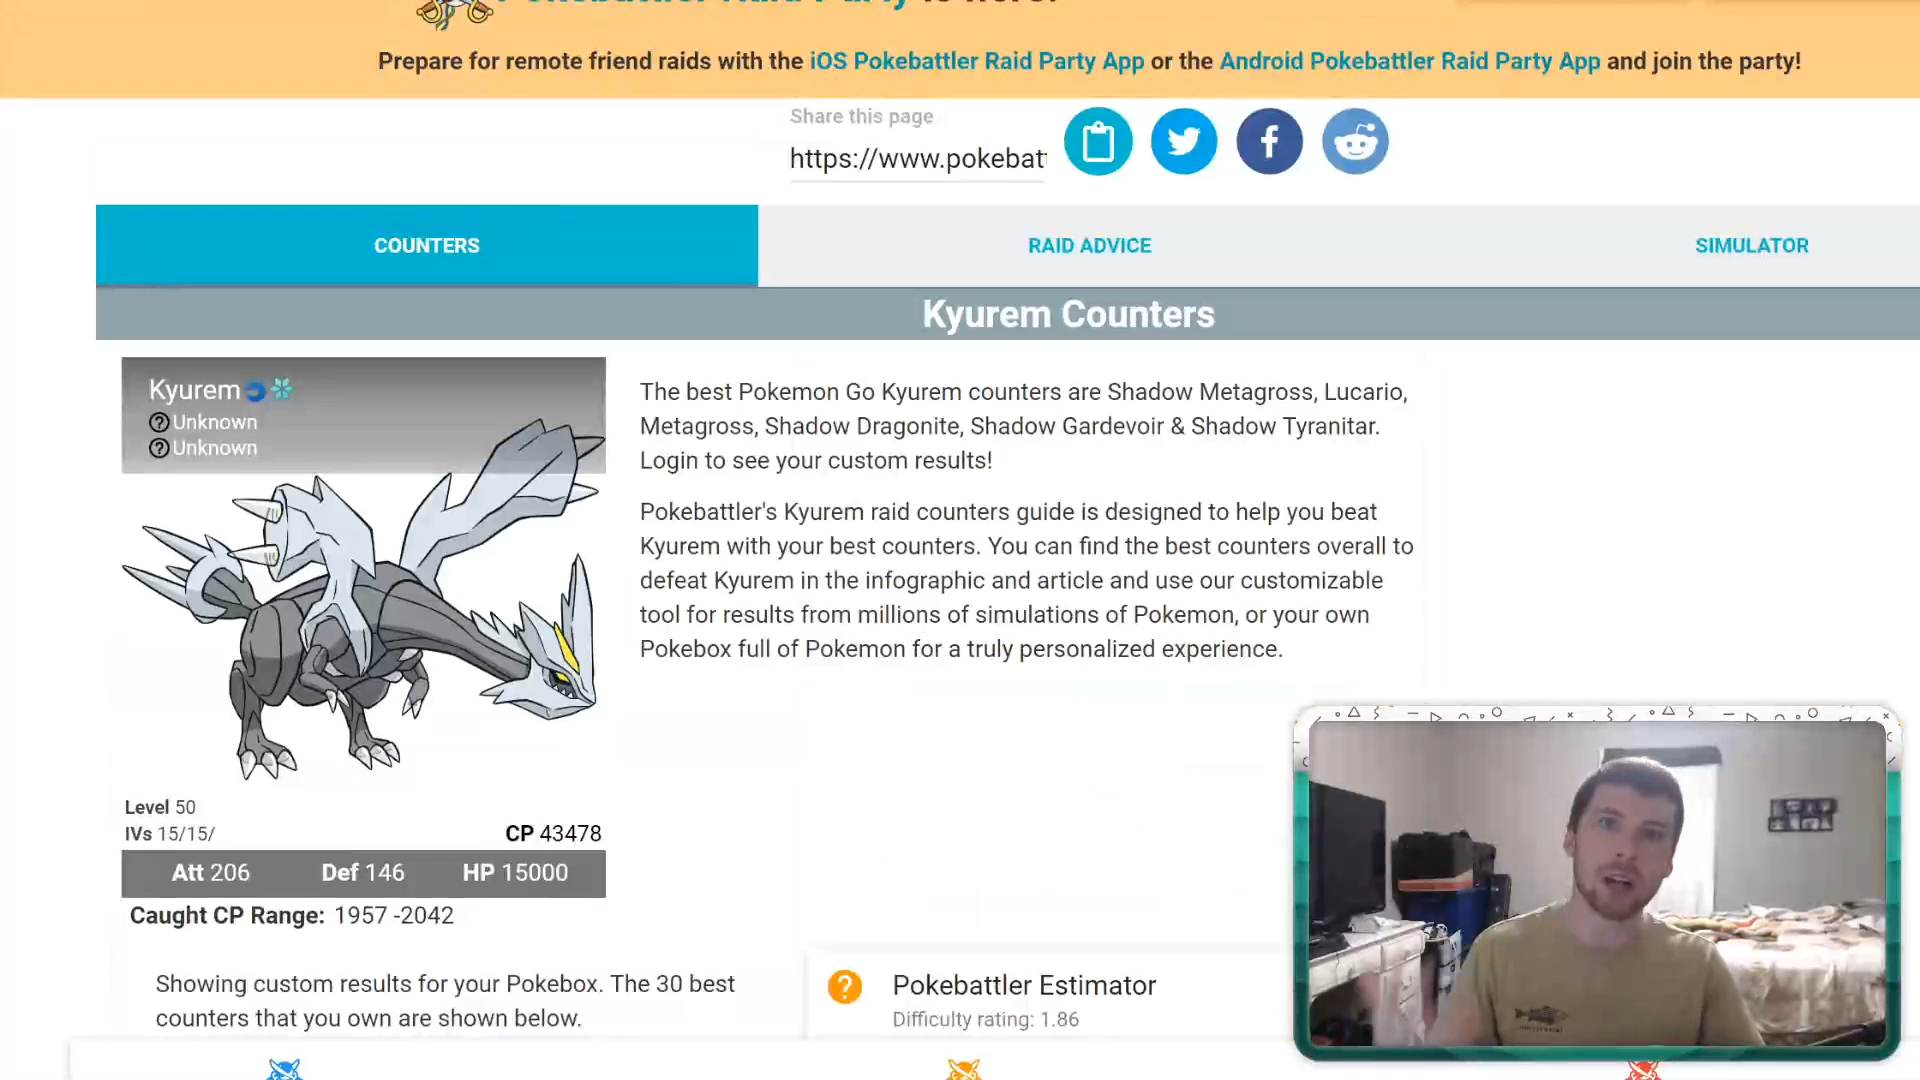 Pokebattler Raid Party is here!
Prepare for remote friend raids with the iOS Pokebattler Raid Party App or the Android Pokebattler Raid Party App and join the party!
Share this page
https://www.pokebatt
COUNTERS
RAID ADVICE
SIMULATOR
Kyurem Counters
Kyurem
Unknown
Unknown
The best Pokemon Go Kyurem counters are Shadow Metagross, Lucario,
Metagross, Shadow Dragonite, Shadow Gardevoir & Shadow Tyranitar.
Login to see your custom results!
Pokebattler's Kyurem raid counters guide is designed to help you beat
Kyurem with your best counters. You can find the best counters overall to
defeat Kyurem in the infographic and article and use our customizable
tool for results from millions of simulations of Pokemon, or your own
Pokebox full of Pokemon for a truly personalized experience.
Level 50
IVs 15/15/
CP 43478
Att 206
Def 146
HP 15000
Caught CP Range: 1957 -2042
Showing custom results for your Pokebox. The 30 best
counters that you own are shown below.
Pokebattler Estimator
Difficulty rating: 1.86